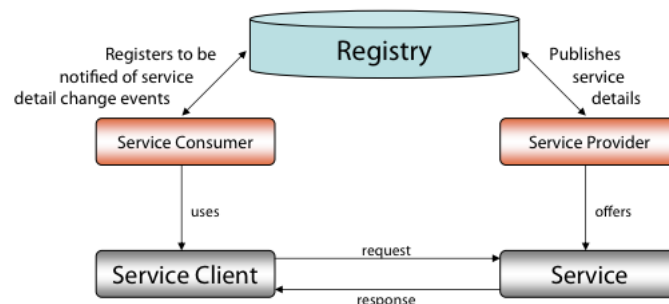 Registry
Registers to be
notified of service
detail change events
Publishes
service
details
Service Consumer
Service Provider
uses
offers
request
Service Client
Service
response